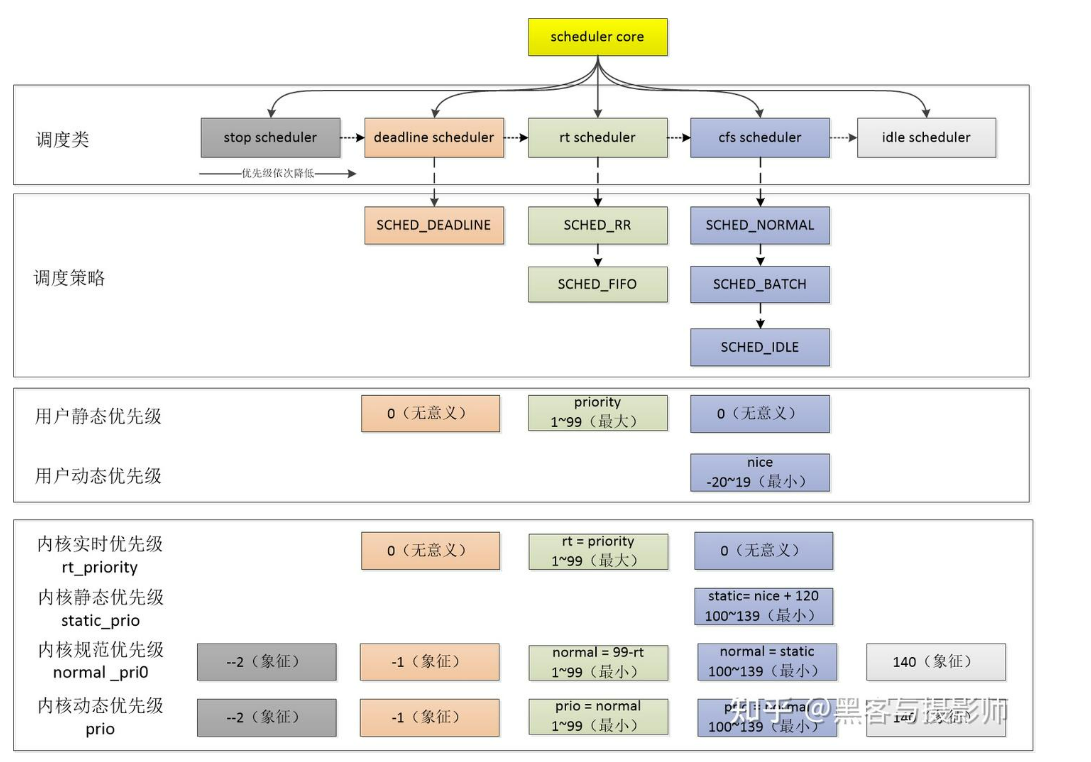 scheduler core
调度类
stop scheduler
deadline scheduler
rt scheduler
cfs scheduler
idle scheduler
优先级依次降低
调度策略
SCHED_DEADLINE
SCHED_RR
SCHED_NORMAL
SCHED_FIFO
SCHED_BATCH
SCHED_IDLE
用户静态优先级
0（无意义）
priority
1~99（最大）
0（无意义）
用户动态优先级
nice
-20~19（最小）
内核实时优先级
rt_priority
0（无意义）
rt = priority
1~99（最大）
0（无意义）
内核静态优先级
static_prio
static= nice + 120
100~139（最小）
内核规范优先级
normal _pri0
--2（象征）
-1（象征）
normal = 99-rt
1~99（最小）
normal = static
100~139（最小）
140（象征）
内核动态优先级
prio
--2（象征）
-1（象征）
prio = normal
1~99（最小）
prio = normal
100~139（最小）
140（象征）
知乎 @黑客与摄影师